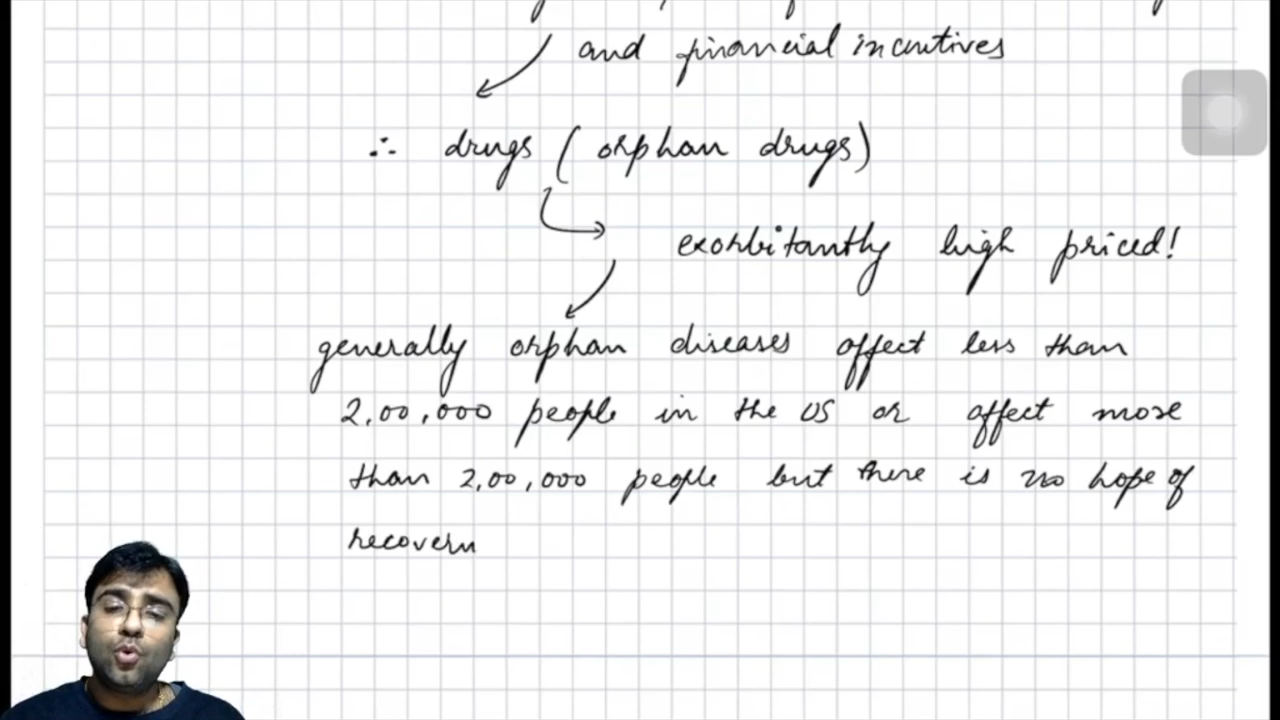 and financial incentives
∴ drugs (orphan drugs)
exorbitantly high priced!
generally orphan diseases affect less than
2,00,000 people in the US or affect more
than 2,00,000 people but there is no hope of
recovern